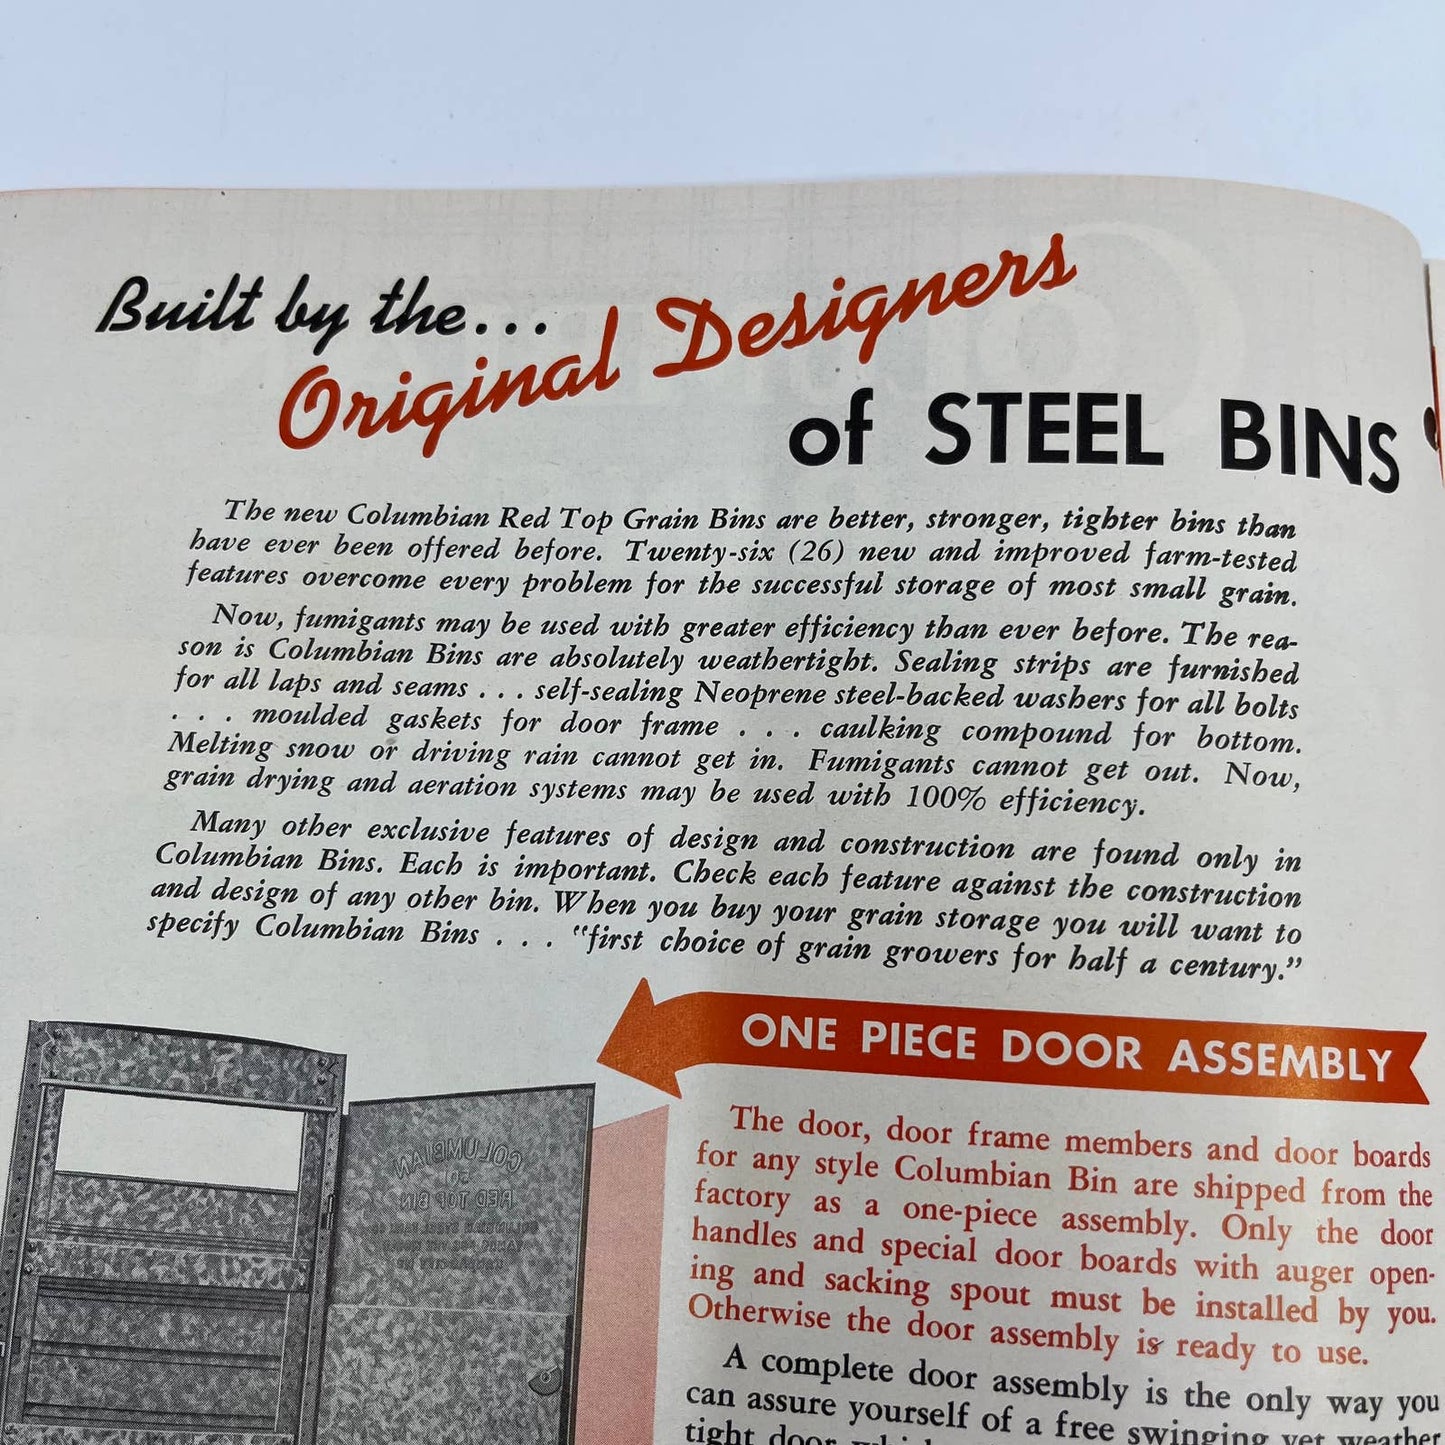 Built by the...
Original Designers
of STEEL BINS
The new Columbian Red Top Grain Bins are better, stronger, tighter bins than
have ever been offered before. Twenty-six (26) new and improved farm-tested
features overcome every problem for the successful storage of most small grain.
Now, fumigants may be used with greater efficiency than ever before. The rea-
son is Columbian Bins are absolutely weathertight. Sealing strips are furnished
for all laps and seams . . . self-sealing Neoprene steel-backed washers for all bolts
. . . moulded gaskets for door frame . . . caulking compound for bottom.
Melting snow or driving rain cannot get in. Fumigants cannot get out. Now,
grain drying and aeration systems may be used with 100% efficiency.
Many other exclusive features of design and construction are found only in
Columbian Bins. Each is important. Check each feature against the construction
and design of any other bin. When you buy your grain storage you will want to
specify Columbian Bins . . . "first choice of grain growers for half a century."
ONE PIECE DOOR ASSEMBLY
The door, door frame members and door boards
for any style Columbian Bin are shipped from the
factory as a one-piece assembly. Only the door
handles and special door boards with auger open-
ing and sacking spout must be installed by you.
Otherwise the door assembly is ready to use.
A complete door assembly is the only way you
can assure yourself of a free swinging yet weather
tight door
COLUMBIAN
RED TOP BIN